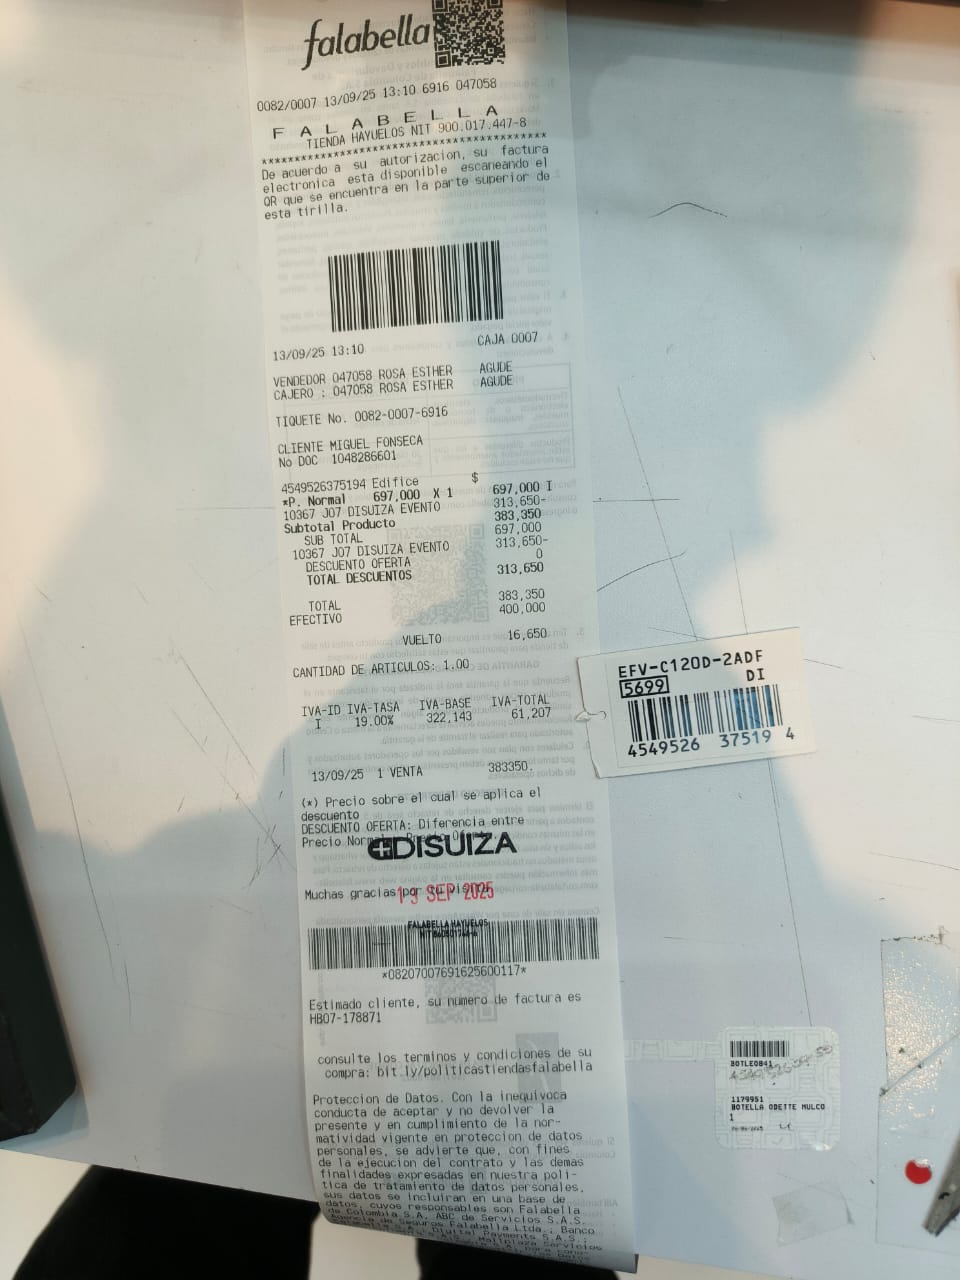 falabella
0082/0007 13/09/25 13:10 6916 047058
F A L A B E L L A
TIENDA HAYUELOS NIT 900.017.447-8
****************************************************
De acuerdo a su autorizacion, su factura
electronica esta disponible escaneando el
QR que se encuentra en la parte superior de
esta tirilla.
13/09/25 13:10 CAJA 0007
VENDEDOR 047058 ROSA ESTHER AGUDE
CAJERO : 047058 ROSA ESTHER AGUDE
TIQUETE No. 0082-0007-6916
CLIENTE MIGUEL FONSECA
No DOC 1048286601
$
4549526375194 Edifice
*P. Normal 697,000 X 1 697,000 I
10367 J07 DISUIZA EVENTO 313,650-
Subtotal Producto 383,350
SUB TOTAL 697,000
10367 J07 DISUIZA EVENTO 313,650-
DESCUENTO OFERTA 0
TOTAL DESCUENTOS 313,650
TOTAL 383,350
EFECTIVO 400,000
VUELTO 16,650
CANTIDAD DE ARTICULOS: 1.00
IVA-ID IVA-TASA IVA-BASE IVA-TOTAL
I 19.00% 322,143 61,207
13/09/25 1 VENTA 383350.
(*) Precio sobre el cual se aplica el
descuento
DESCUENTO OFERTA: Diferencia entre
Precio Normal y Precio Oferta.
DISUIZA
Muchas gracias por tu visita
13 SEP 2025
FALABELLA HAYUELOS
*08207007691625600117*
Estimado cliente, su numero de factura es
HB07-178871
consulte los terminos y condiciones de su
compra: bit.ly/politicastiendasfalabella
Proteccion de Datos. Con la inequivoca
conducta de aceptar y no devolver la
presente y en cumplimiento de la nor-
matividad vigente en proteccion de datos
personales, se advierte que, con fines
de la ejecucion del contrato y las demas
finalidades expresadas en nuestra poli-
tica de tratamiento de datos personales,
sus datos se incluiran en una base de
datos, cuyos responsables son Falabella
de Colombia S.A. ABC de Servicios S.A.S.
Agencia de Seguros Falabella Ltda., Banco
EFV-C120D-2ADF
5699 DI
4549526 37519 4
BOTLE0841
1179951
BOTELLA ODETTE MULCO
1